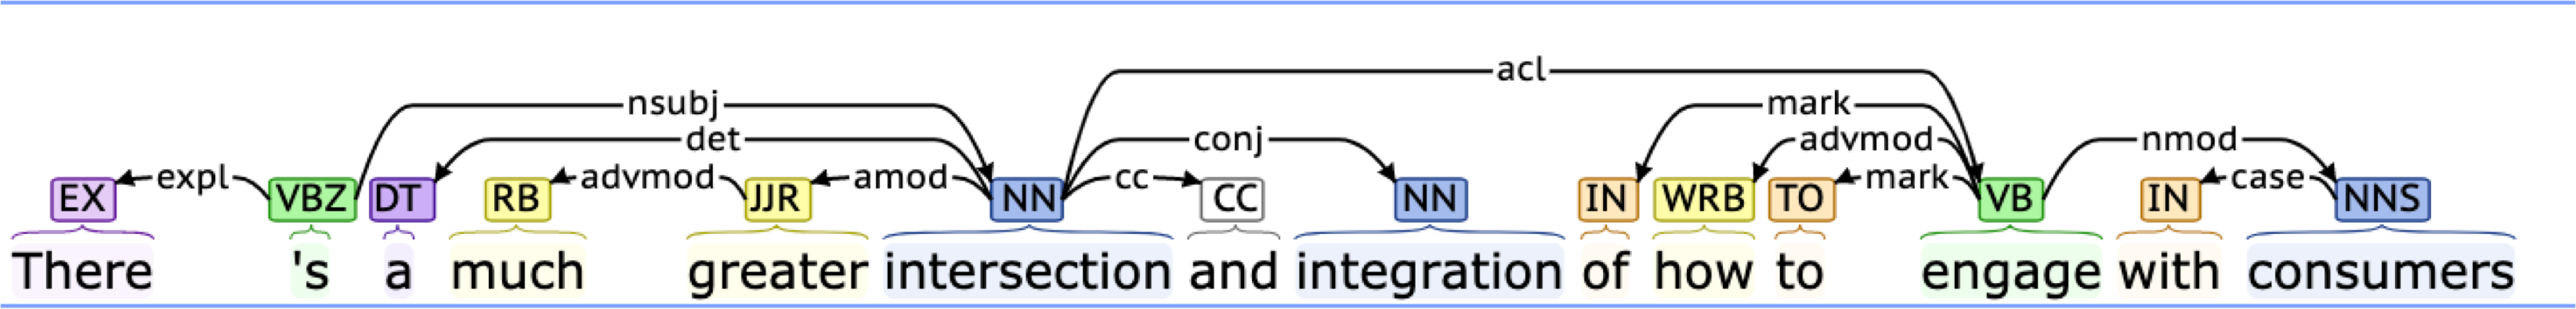 acl
nsubj mark
det conj advmod nmod
expl advmod amod cc mark case
EX VBZ DT RB JJR NN CC NN IN WRB TO VB IN NNS
There 's a much greater intersection and integration of how to engage with consumers